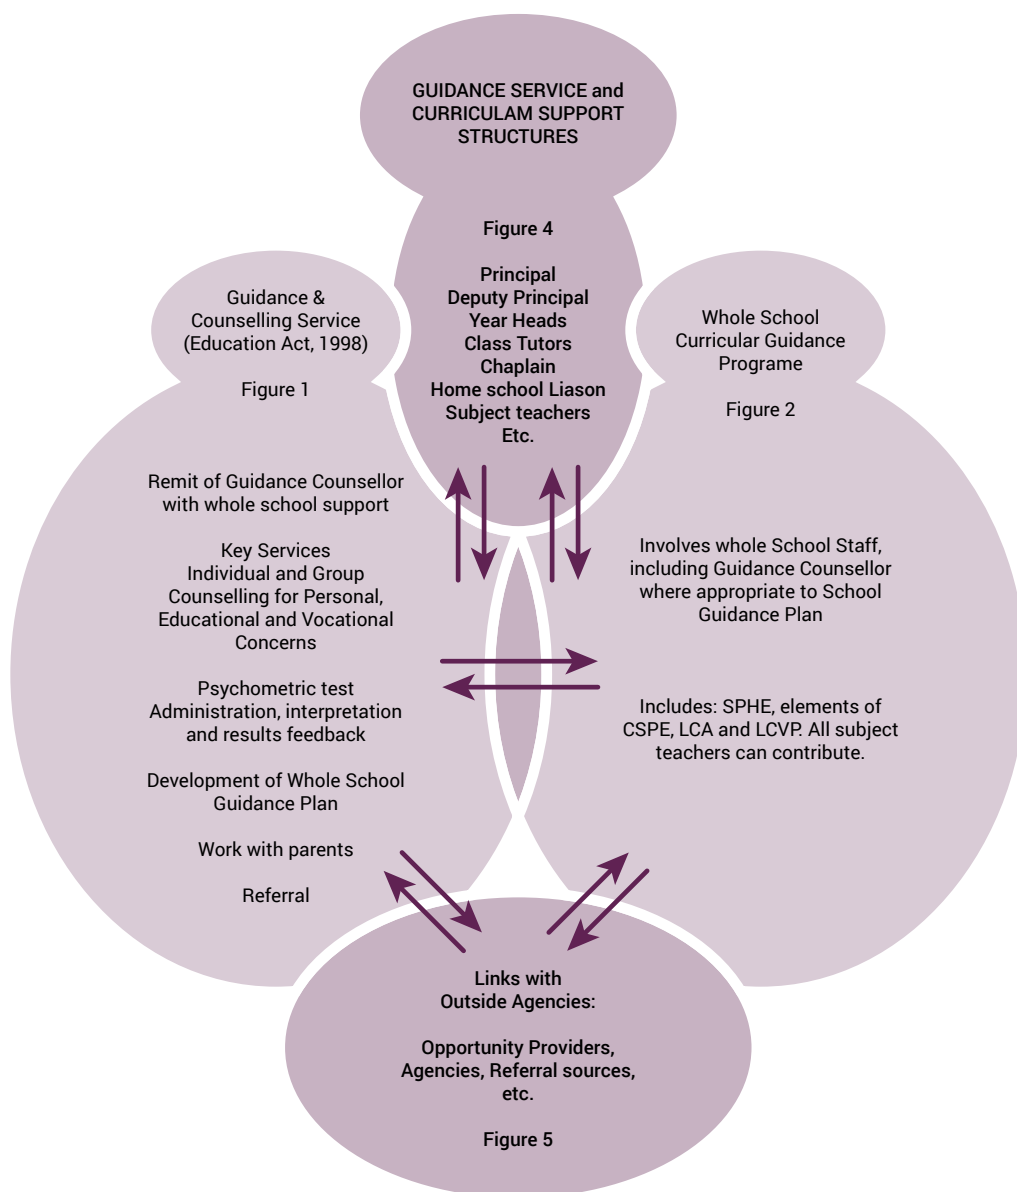 GUIDANCE SERVICE and
CURRICULAM SUPPORT
STRUCTURES
Figure 4
Principal
Deputy Principal
Year Heads
Class Tutors
Chaplain
Home school Liason
Subject teachers
Etc.
Guidance &
Counselling Service
(Education Act, 1998)
Figure 1
Remit of Guidance Counsellor
with whole school support
Key Services
Individual and Group
Counselling for Personal,
Educational and Vocational
Concerns
Psychometric test
Administration, interpretation
and results feedback
Development of Whole School
Guidance Plan
Work with parents
Referral
Whole School
Curricular Guidance
Programe
Figure 2
Involves whole School Staff,
including Guidance Counsellor
where appropriate to School
Guidance Plan
Includes: SPHE, elements of
CSPE, LCA and LCVP. All subject
teachers can contribute.
Links with
Outside Agencies:
Opportunity Providers,
Agencies, Referral sources,
etc.
Figure 5